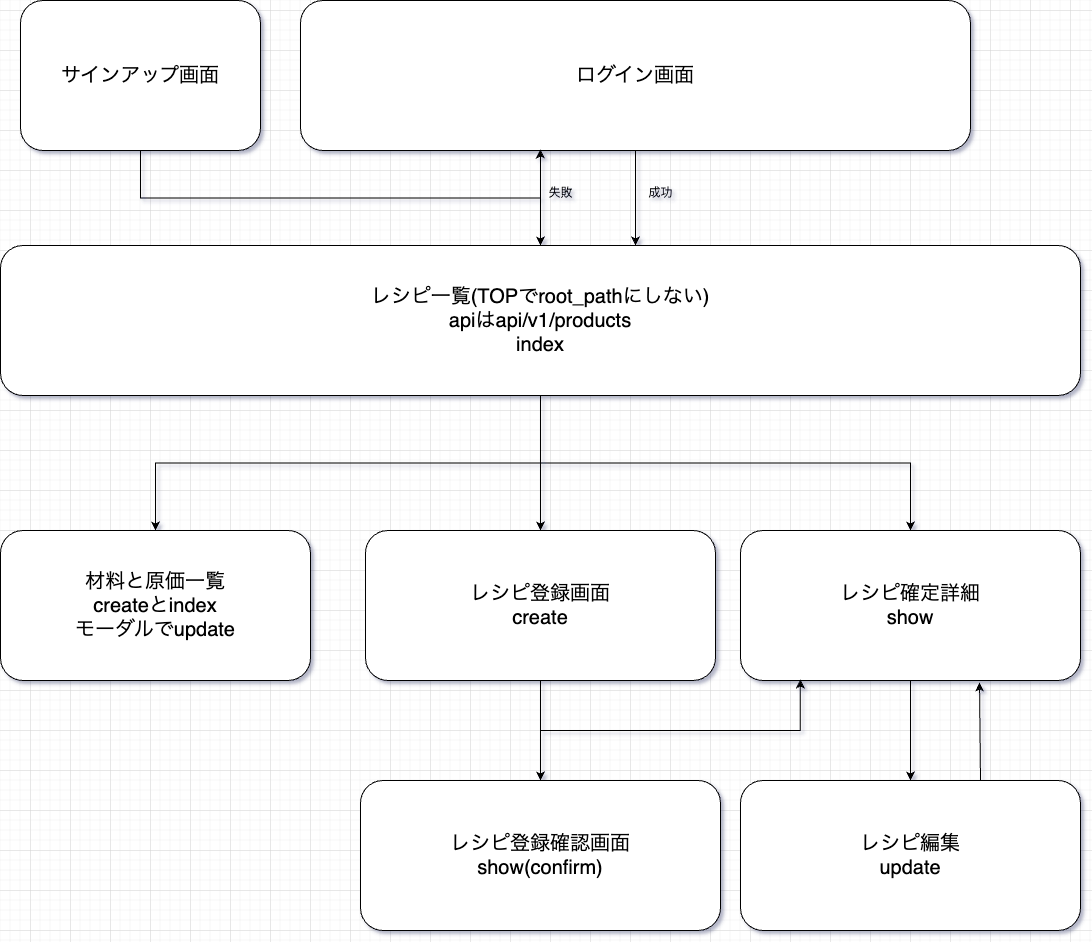 サインアップ画面
ログイン画面
失敗
成功
レシピ一覧(TOPでroot_pathにしない)
apiはapi/v1/products
index
材料と原価一覧
createとindex
モーダルでupdate
レシピ登録画面
create
レシピ確定詳細
show
レシピ登録確認画面
show(confirm)
レシピ編集
update